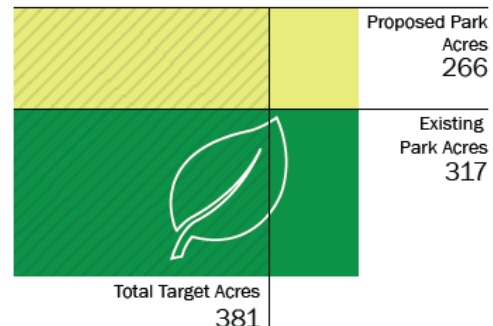 Proposed Park
Acres
266
Existing
Park Acres
317
Total Target Acres
381